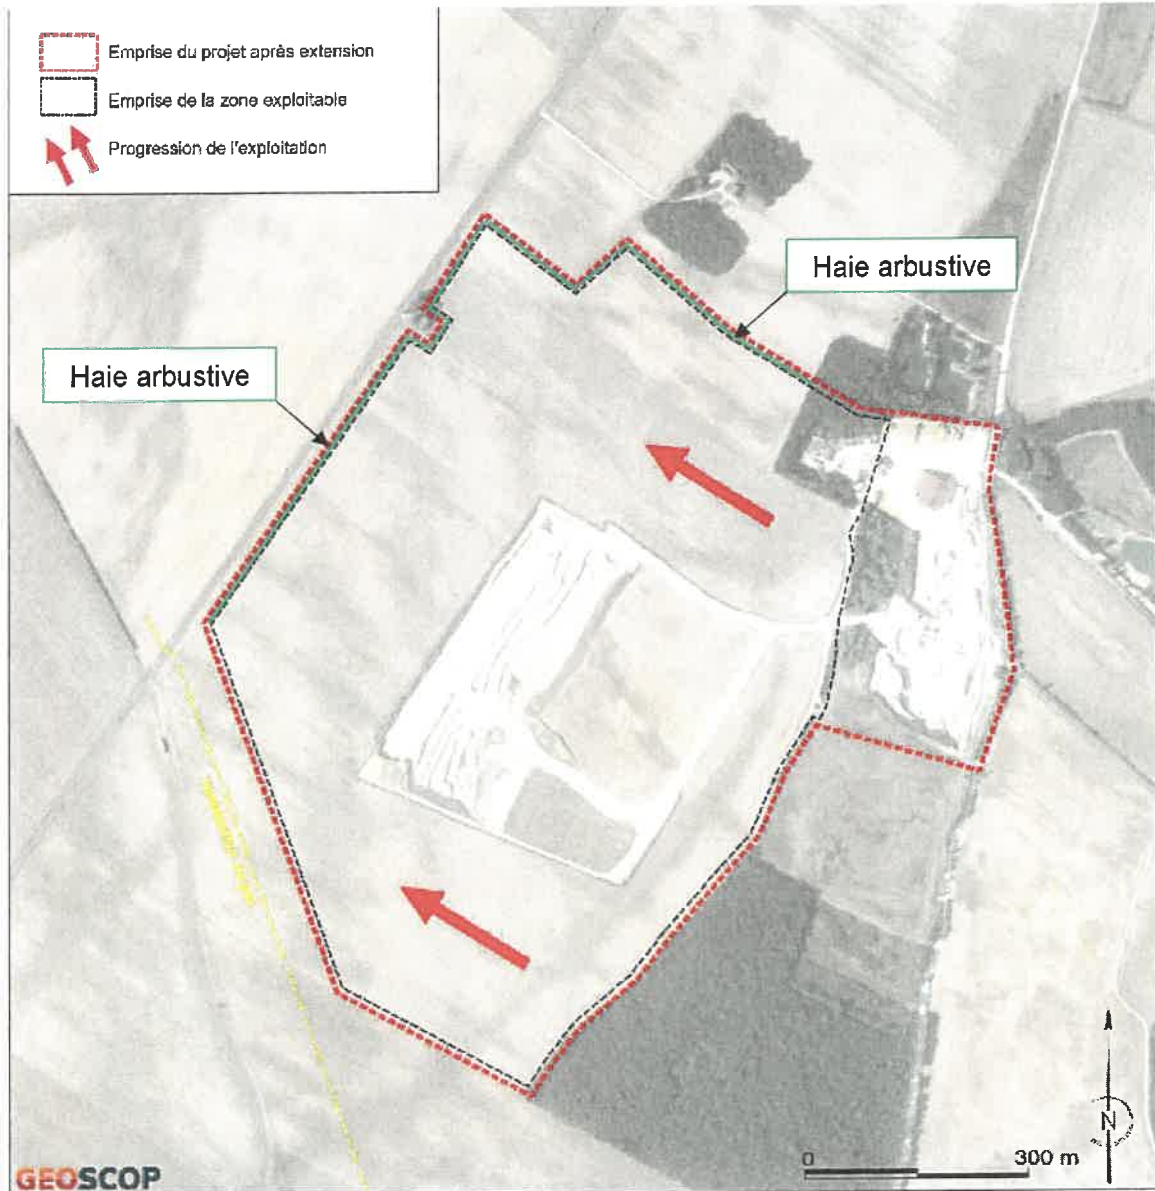 Emprise du projet après extension
Emprise de la zone exploitable
Progression de l'exploitation
Haie arbustive
Haie arbustive
0 300 m
N
GEOSCOP